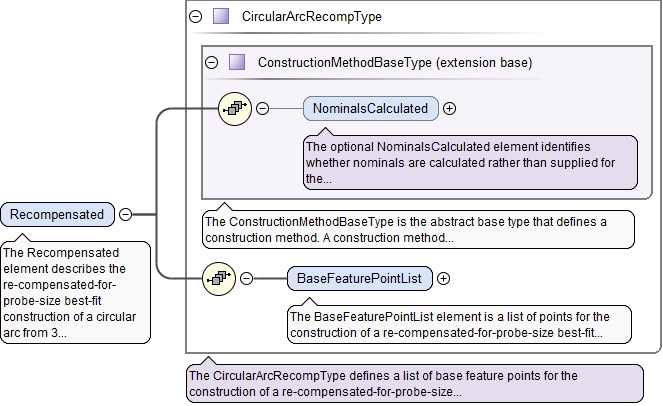 CircularArcRecompType
ConstructionMethodBaseType (extension base)
NominalsCalculated
The optional NominalsCalculated element identifies
whether nominals are calculated rather than supplied for
the...
The ConstructionMethodBaseType is the abstract base type that defines a
construction method. A construction method...
Recompensated
The Recompensated
element describes the
re-compensated-for-
probe-size best-fit
construction of a circular
arc from 3...
BaseFeaturePointList
The BaseFeaturePointList element is a list of points for the
construction of a re-compensated-for-probe-size best-fit...
The CircularArcRecompType defines a list of base feature points for the
construction of a re-compensated-for-probe-size...